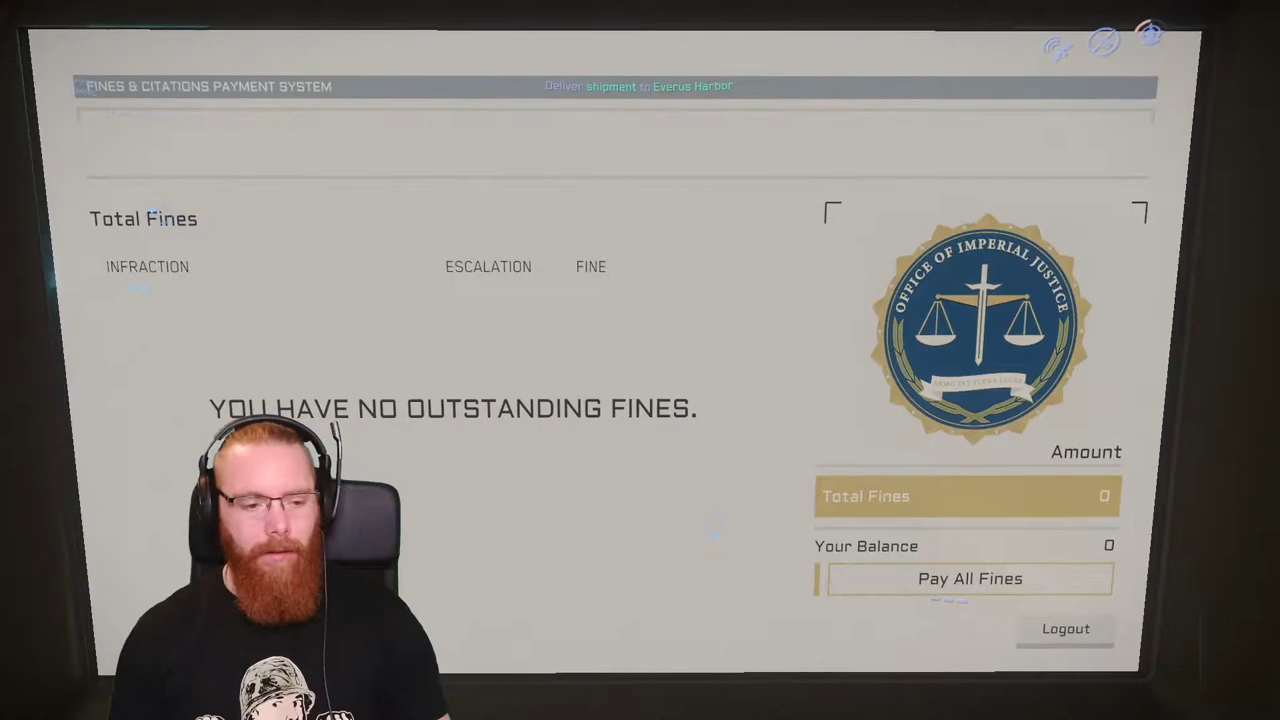 FINES & CITATIONS PAYMENT SYSTEM
Deliver shipment to Everus Harbor
Total Fines
INFRACTION
ESCALATION
FINE
YOU HAVE NO OUTSTANDING FINES.
OFFICE OF IMPERIAL JUSTICE
Amount
Total Fines 0
Your Balance 0
Pay All Fines
Logout